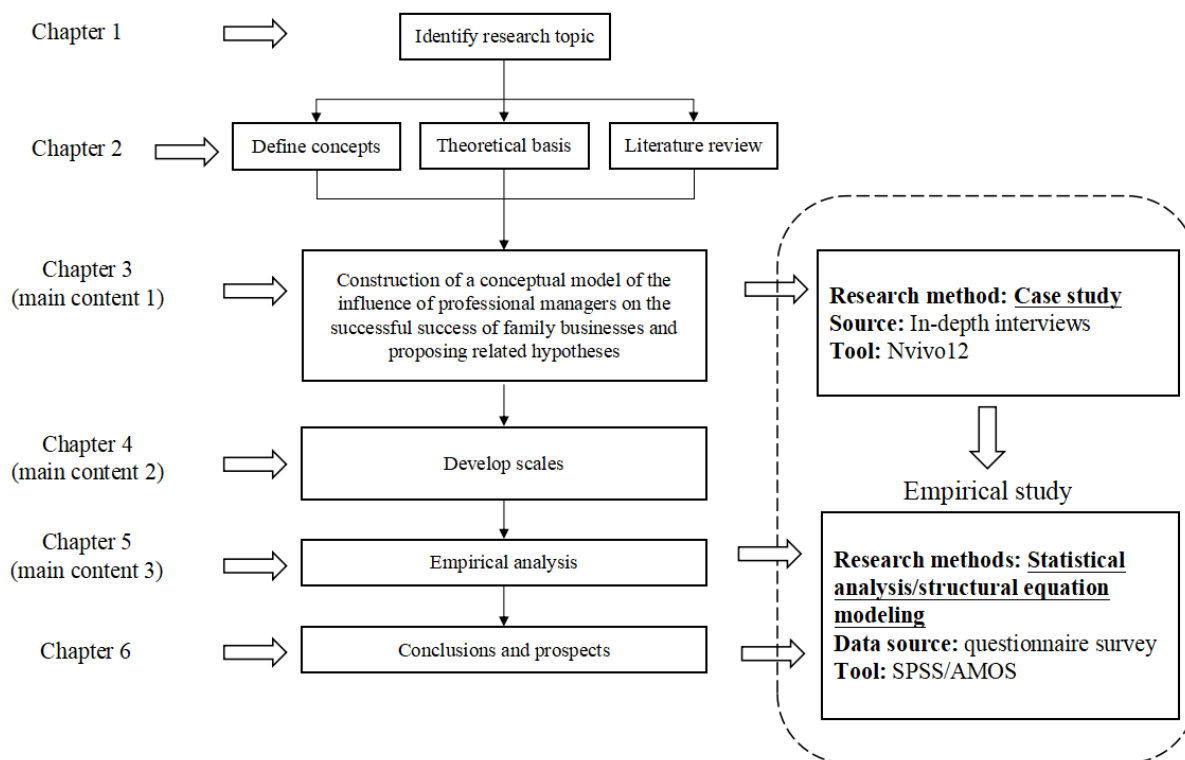 Chapter 1
Identify research topic
Chapter 2
Define concepts
Theoretical basis
Literature review
Chapter 3
(main content 1)
Construction of a conceptual model of the
influence of professional managers on the
successful success of family businesses and
proposing related hypotheses
Research method: Case study
Source: In-depth interviews
Tool: Nvivo12
Chapter 4
(main content 2)
Develop scales
Empirical study
Chapter 5
(main content 3)
Empirical analysis
Research methods: Statistical
analysis/structural equation
modeling
Data source: questionnaire survey
Tool: SPSS/AMOS
Chapter 6
Conclusions and prospects